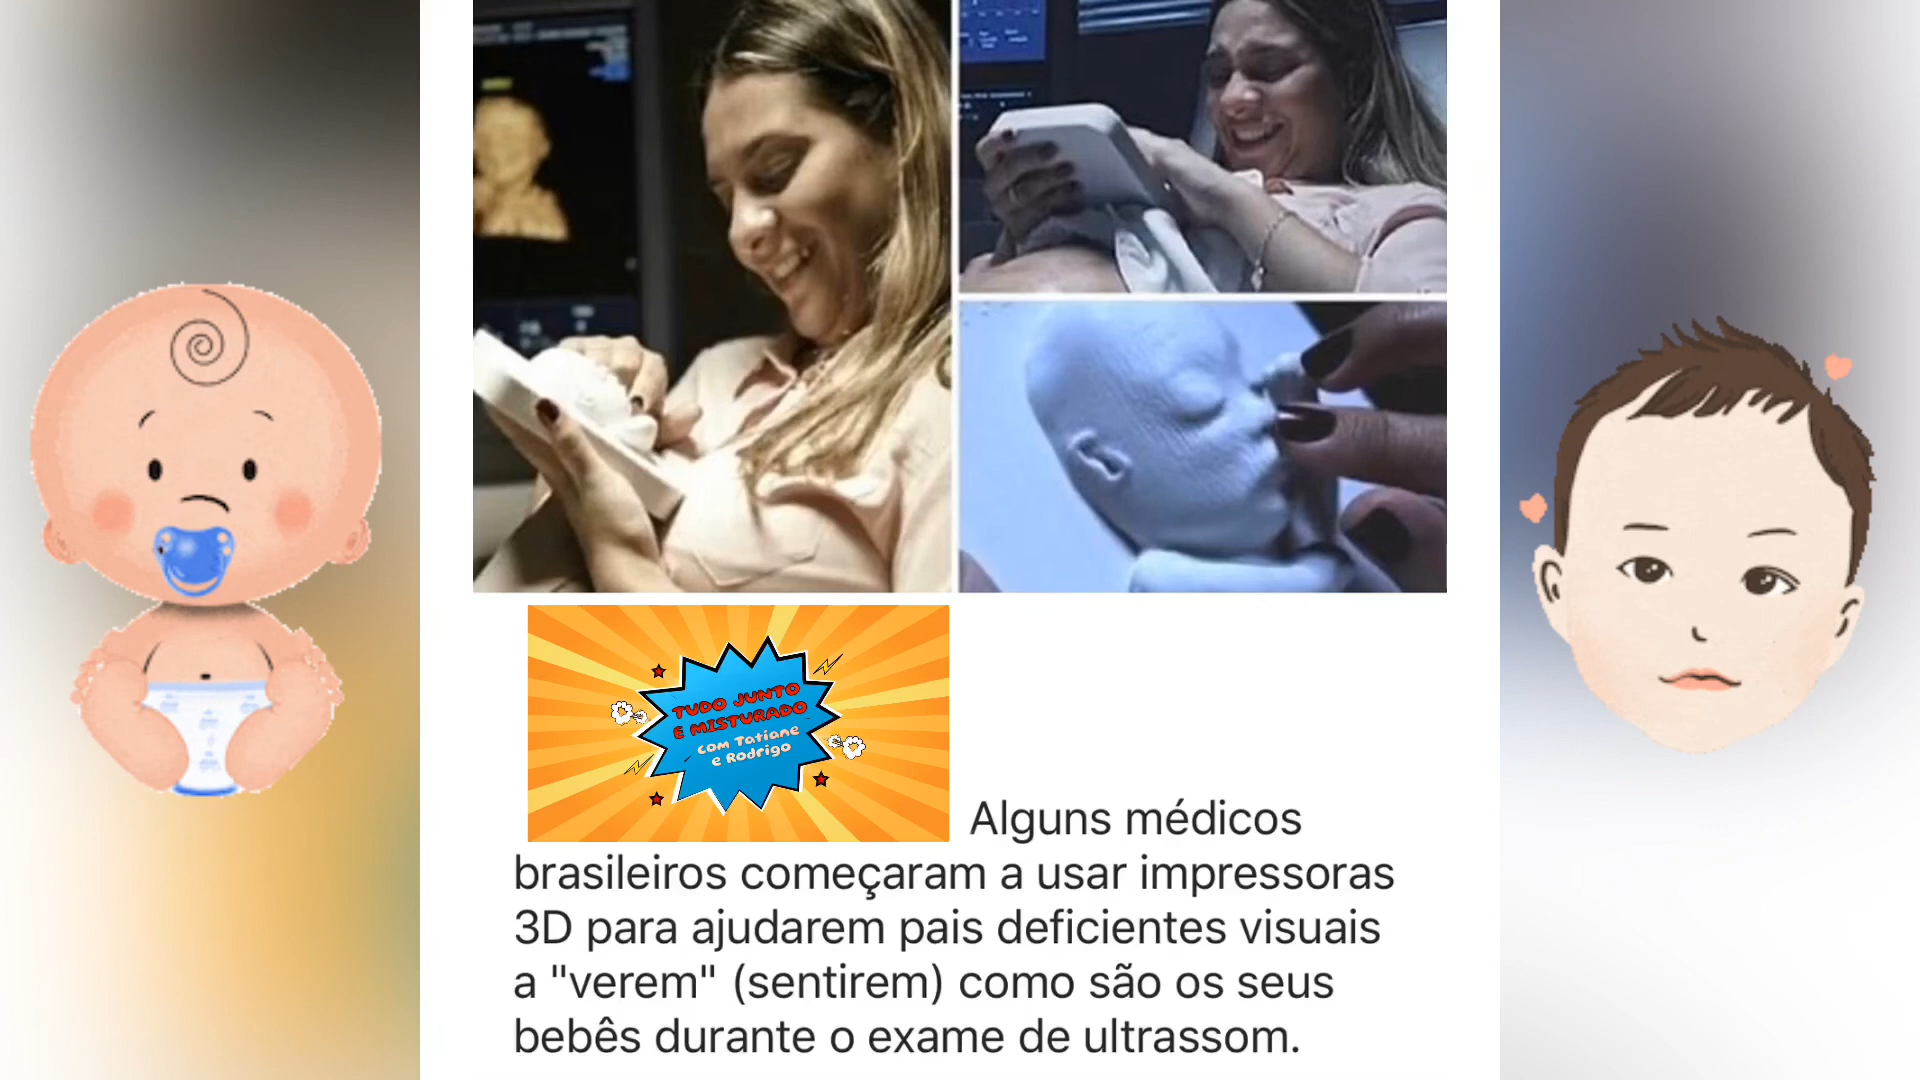 TUDO JUNTO
E MISTURADO
com Tatiane
e Rodrigo
Alguns médicos
brasileiros começaram a usar impressoras
3D para ajudarem pais deficientes visuais
a "verem" (sentirem) como são os seus
bebês durante o exame de ultrassom.